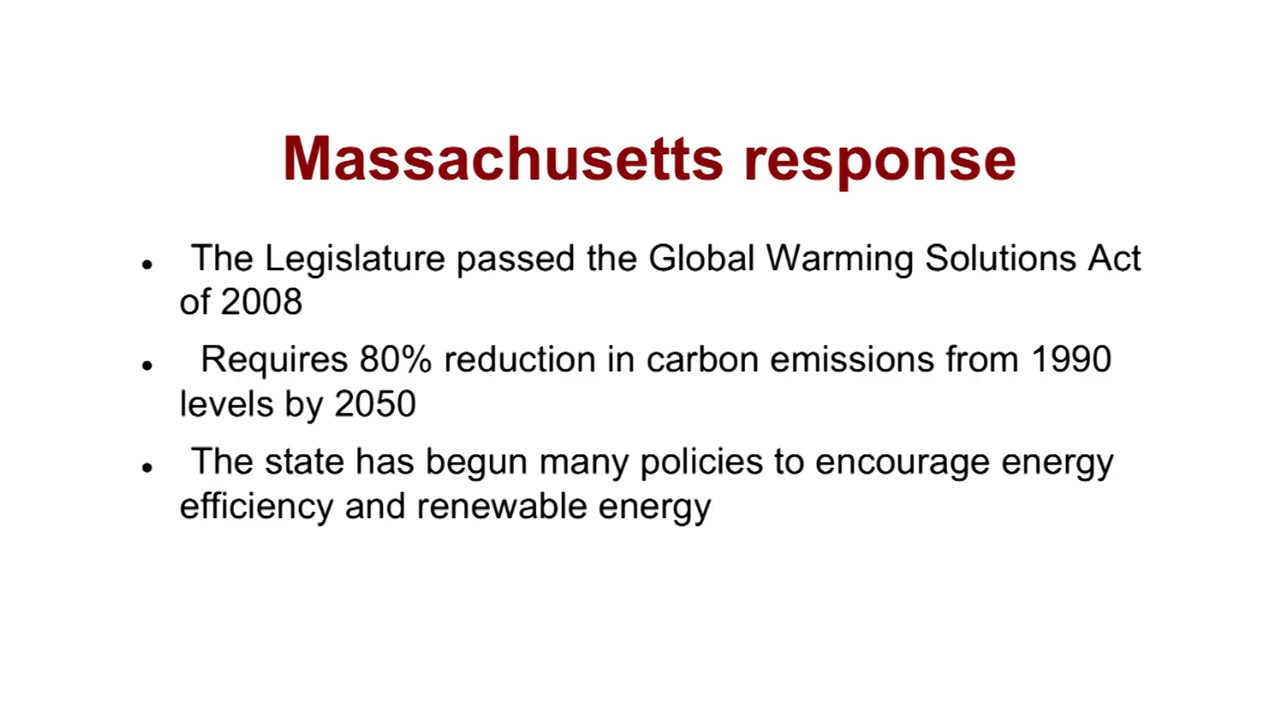 Massachusetts response
• The Legislature passed the Global Warming Solutions Act
of 2008
• Requires 80% reduction in carbon emissions from 1990
levels by 2050
• The state has begun many policies to encourage energy
efficiency and renewable energy